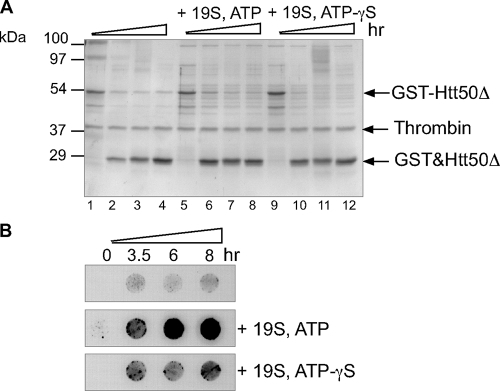 A
+ 19S, ATP + 19S, ATP-γS
kDa hr
100
97
54 GST-Htt50Δ
37 Thrombin
29 GST&Htt50Δ
1 2 3 4 5 6 7 8 9 10 11 12
B
0 3.5 6 8 hr
+ 19S, ATP
+ 19S, ATP-γS